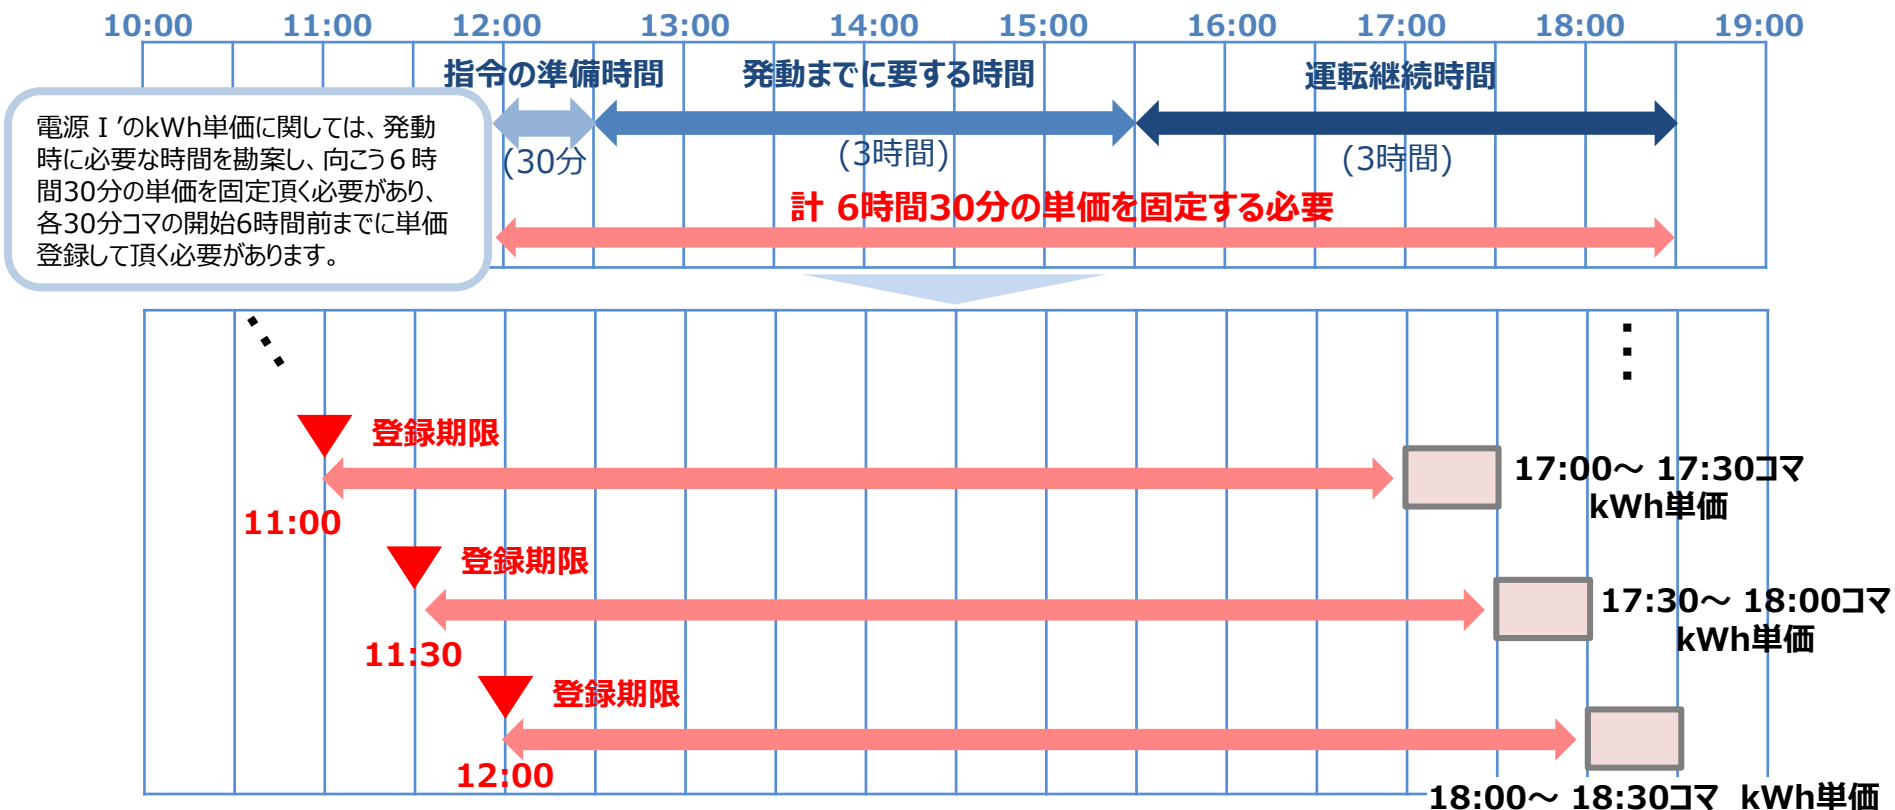 10:00 11:00 12:00 13:00 14:00 15:00 16:00 17:00 18:00 19:00
指令の準備時間 発動までに要する時間 運転継続時間
電源Ⅰ’のkWh単価に関しては、発動
時に必要な時間を勘案し、向こう６時
間30分の単価を固定頂く必要があり、
各30分コマの開始6時間前までに単価
登録して頂く必要があります。
(30分 (3時間) (3時間)
計 6時間30分の単価を固定する必要
登録期限
11:00
17:00～ 17:30コマ
kWh単価
登録期限
11:30
17:30～ 18:00コマ
kWh単価
登録期限
12:00
18:00～ 18:30コマ kWh単価